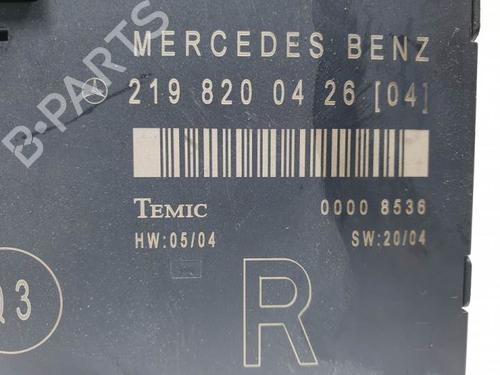 B-PARTS
MERCEDES BENZ
219 820 04 26 [04]
TEMIC 0000 8536
HW:05/04 SW:20/04
Q3
R